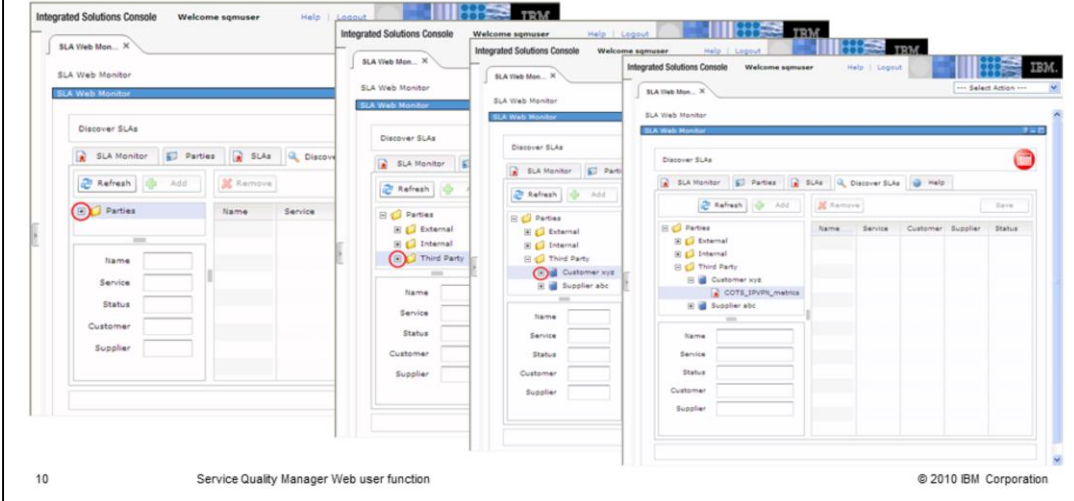 Integrated Solutions Console Welcome sqmuser Help | Logout IBM
SLA Web Mon... X
SLA Web Monitor
SLA Web Monitor
Discover SLAs
SLA Monitor Parties SLAs Discov
Refresh Add Remove
Parties
Name Service
Name
Service
Status
Customer
Supplier
Integrated Solutions Console Welcome sqmuser Help | Logout IBM
SLA Web Mon... X
SLA Web Monitor
SLA Web Monitor
Discover SLAs
SLA Monitor
Refresh
Parties
External
Internal
Third Party
Name
Service
Status
Customer
Supplier
Integrated Solutions Console Welcome sqmuser Help | Logout IBM
SLA Web Mon... X
SLA Web Monitor
SLA Web Monitor
Discover SLAs
SLA Monitor Parti
Refresh Add
Parties
External
Internal
Third Party
Customer xyz
Supplier abc
Name
Service
Status
Customer
Supplier
Integrated Solutions Console Welcome sqmuser Help | Logout IBM.
SLA Web Mon... X --- Select Action ---
SLA Web Monitor
SLA Web Monitor
Discover SLAs
SLA Monitor Parties SLAs Discover SLAs Help
Refresh Add Remove Save
Parties
External
Internal
Third Party
Customer xyz
COTS_IPVPN_metrics
Supplier abc
Name Service Customer Supplier Status
Name
Service
Status
Customer
Supplier
10 Service Quality Manager Web user function © 2010 IBM Corporation